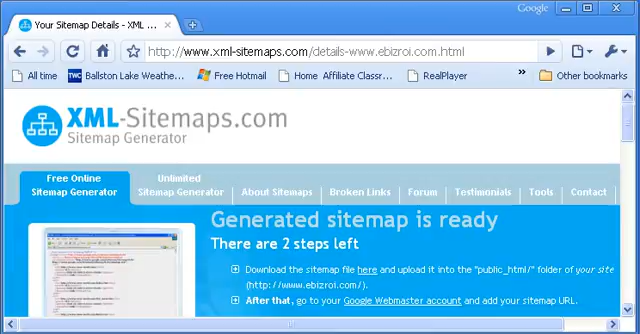 Google
Your Sitemap Details - XML ...
http://www.xml-sitemaps.com/details-www.ebizroi.com.html
All time Ballston Lake Weathe... Free Hotmail Home Affiliate Classr... RealPlayer » Other bookmarks
XML-Sitemaps.com
Sitemap Generator
Free Online Sitemap Generator
Unlimited Sitemap Generator
About Sitemaps Broken Links Forum Testimonials Tools Contact
Generated sitemap is ready
There are 2 steps left
Download the sitemap file here and upload it into the "public_html/" folder of your site
(http://www.ebizroi.com/).
After that, go to your Google Webmaster account and add your sitemap URL.